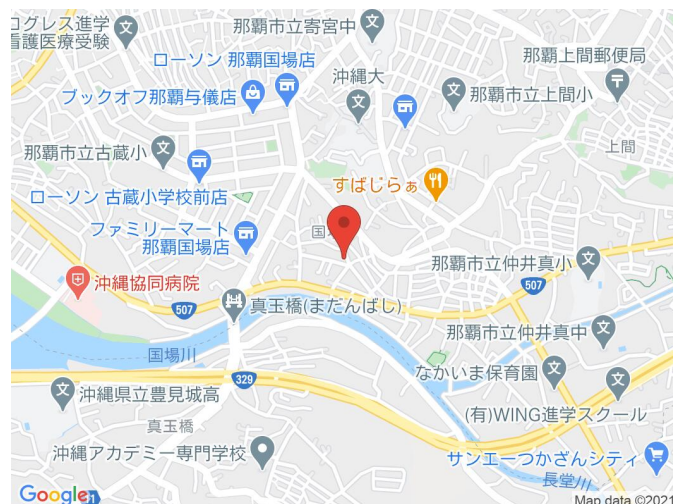 ログレス進学
看護医療受験
那覇市立寄宮中
ローソン 那覇国場店
沖縄大
那覇上間郵便局
ブックオフ那覇与儀店
那覇市立上間小
那覇市立古蔵小
上間
すばじらぁ
ローソン 古蔵小学校前店
ファミリーマート
那覇国場店
那覇市立仲井真小
沖縄協同病院
507
507
真玉橋(まだんばし)
国場川
那覇市立仲井真中
なかいま保育園
329
沖縄県立豊見城高
(有)WING進学スクール
真玉橋
沖縄アカデミー専門学校
サンエーつかざんシティ
長堂川
Google
Map data ©2021